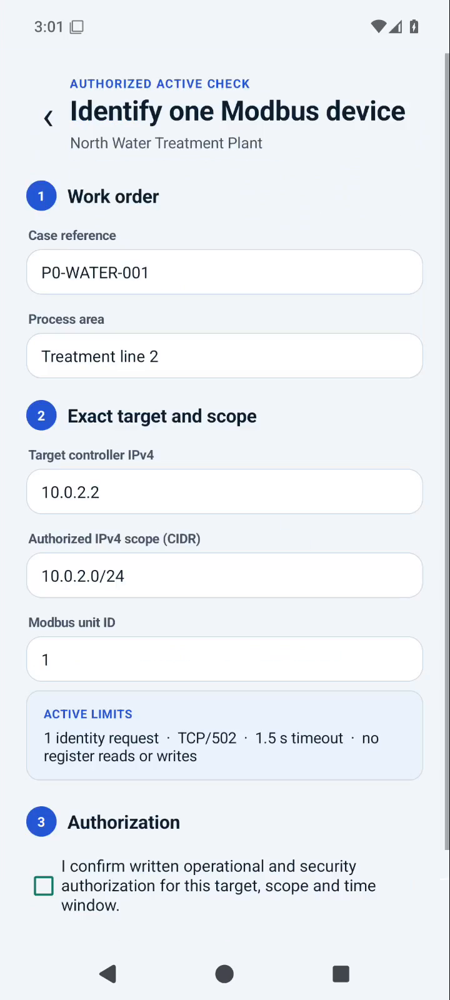 3:01
AUTHORIZED ACTIVE CHECK
Identify one Modbus device
North Water Treatment Plant
1 Work order
Case reference
P0-WATER-001
Process area
Treatment line 2
2 Exact target and scope
Target controller IPv4
10.0.2.2
Authorized IPv4 scope (CIDR)
10.0.2.0/24
Modbus unit ID
1
ACTIVE LIMITS
1 identity request · TCP/502 · 1.5 s timeout · no
register reads or writes
3 Authorization
I confirm written operational and security
authorization for this target, scope and time
window.